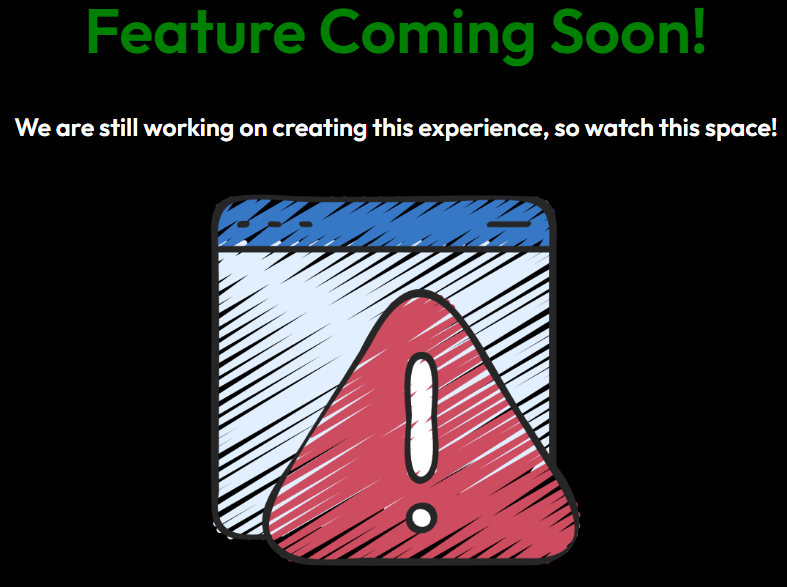 Feature Coming Soon!
We are still working on creating this experience, so watch this space!